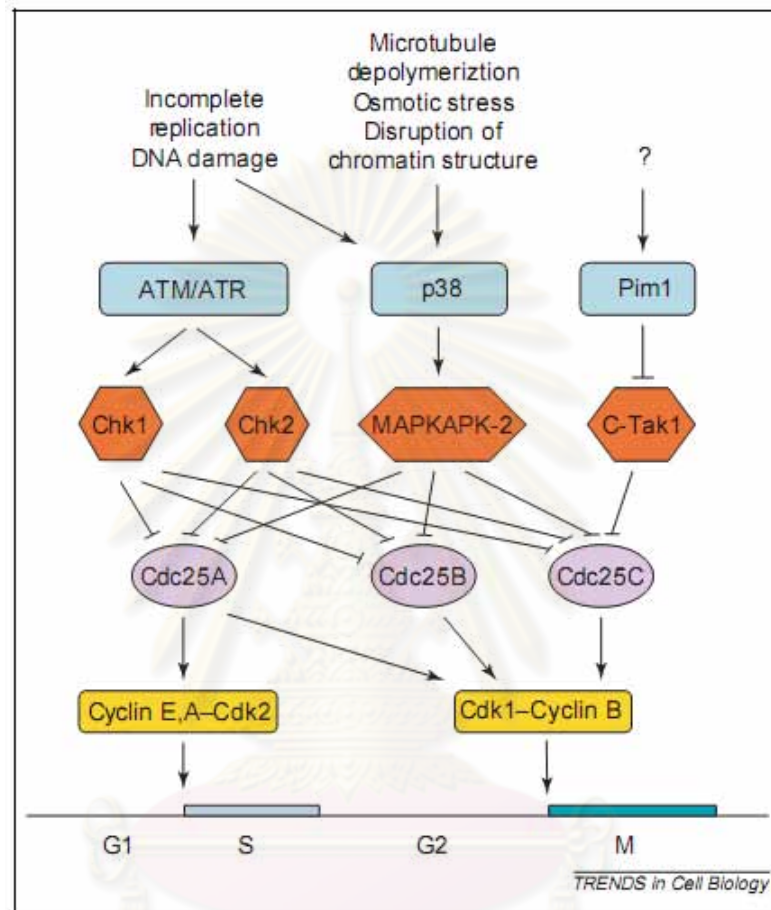 Incomplete
replication
DNA damage
Microtubule
depolymeriztion
Osmotic stress
Disruption of
chromatin structure
?
ATM/ATR
p38
Pim1
Chk1
Chk2
MAPKAPK-2
C-Tak1
Cdc25A
Cdc25B
Cdc25C
Cyclin E,A–Cdk2
Cdk1–Cyclin B
G1
S
G2
M
TRENDS in Cell Biology